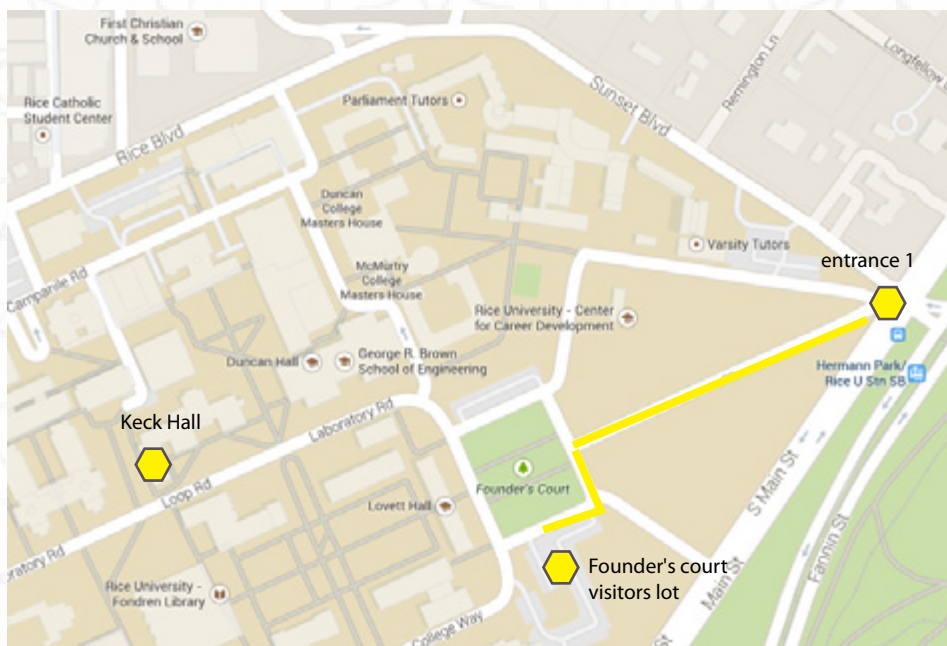 First Christian
Church & School
Rice Catholic
Student Center
Rice Blvd
Parliament Tutors
Sunset Blvd
Remington Ln
Longfellow
Duncan
College
Masters House
Varsity Tutors
entrance 1
Campanile Rd
McMurtry
College
Masters House
Rice University - Center
for Career Development
Duncan Hall
George R. Brown
School of Engineering
Hermann Park/
Rice U Stn SB
Keck Hall
Laboratory Rd
Loop Rd
Founder's Court
Lovett Hall
S Main St
Fannin St
Laboratory Rd
Rice University -
Fondren Library
Founder's court
visitors lot
Main St
College Way
St